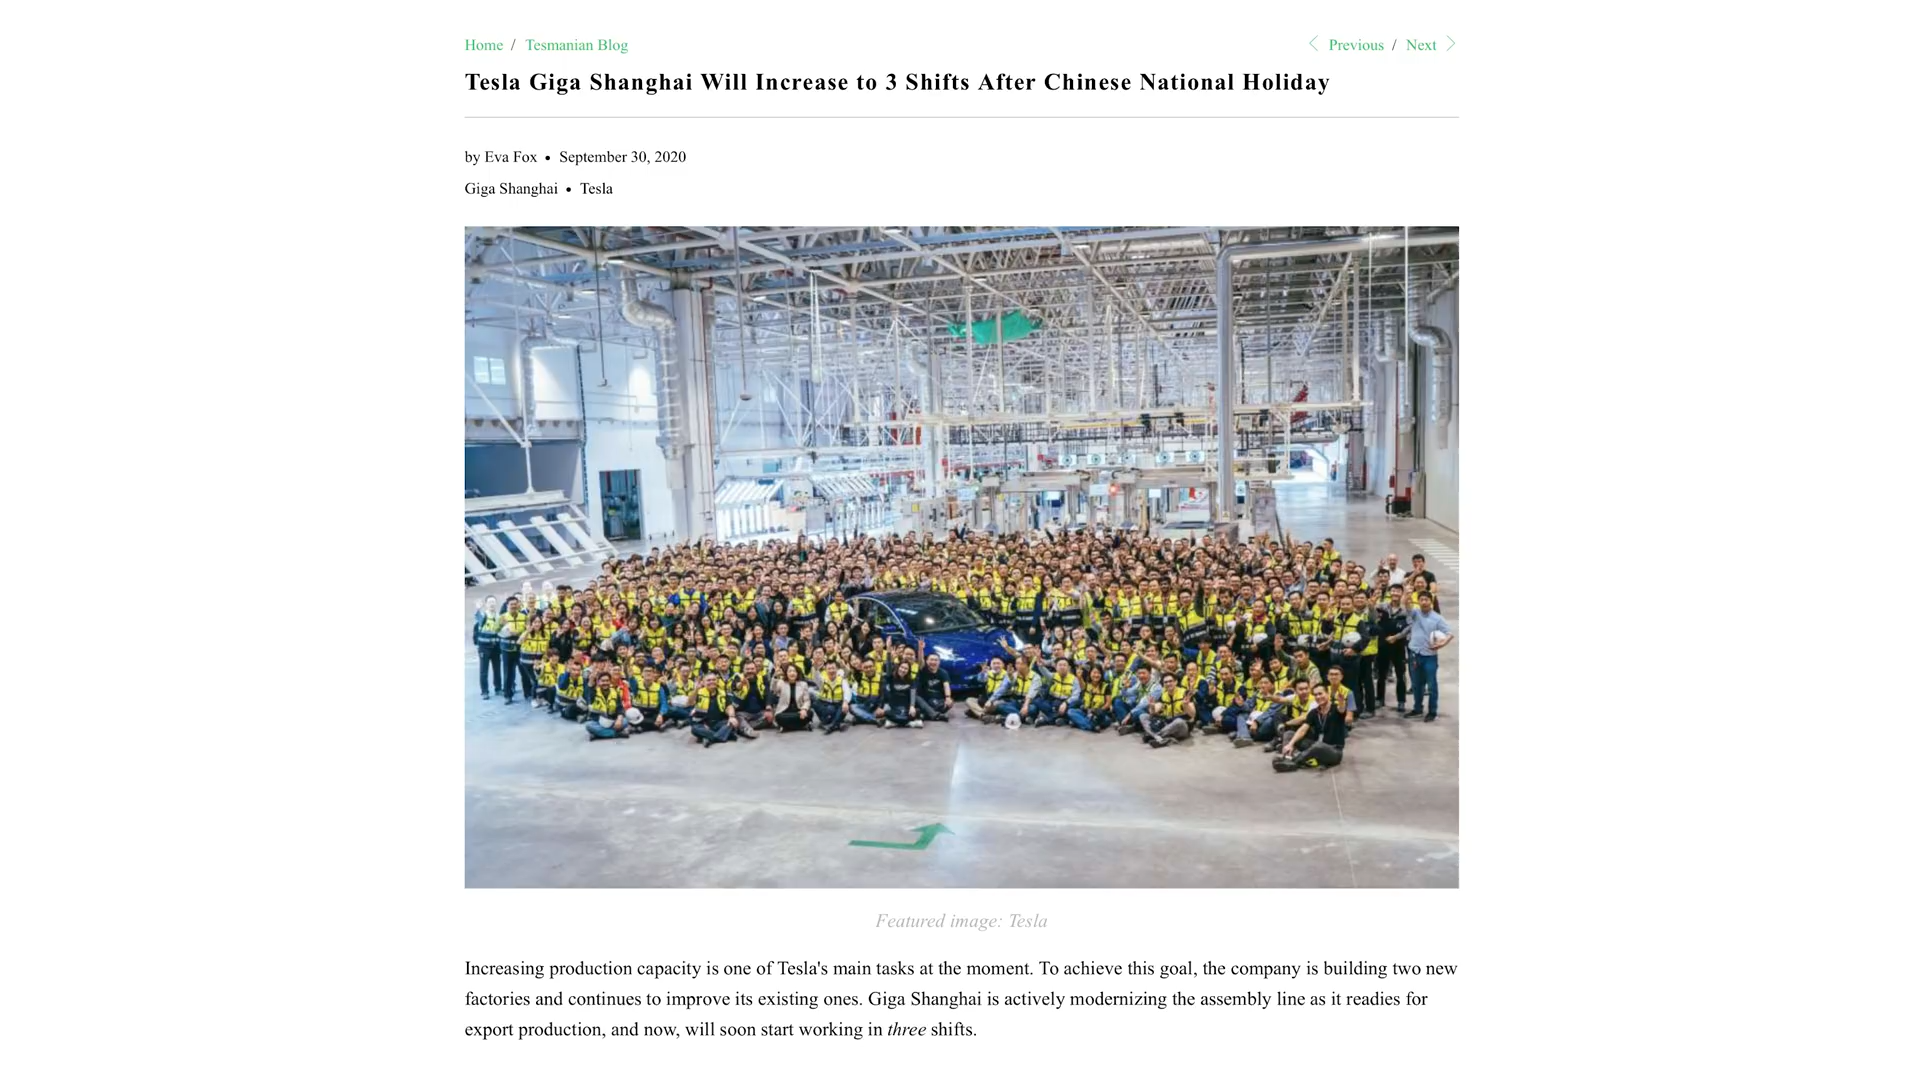 Home / Tesmanian Blog
Previous / Next
Tesla Giga Shanghai Will Increase to 3 Shifts After Chinese National Holiday
by Eva Fox • September 30, 2020
Giga Shanghai • Tesla
Featured image: Tesla
Increasing production capacity is one of Tesla's main tasks at the moment. To achieve this goal, the company is building two new
factories and continues to improve its existing ones. Giga Shanghai is actively modernizing the assembly line as it readies for
export production, and now, will soon start working in three shifts.